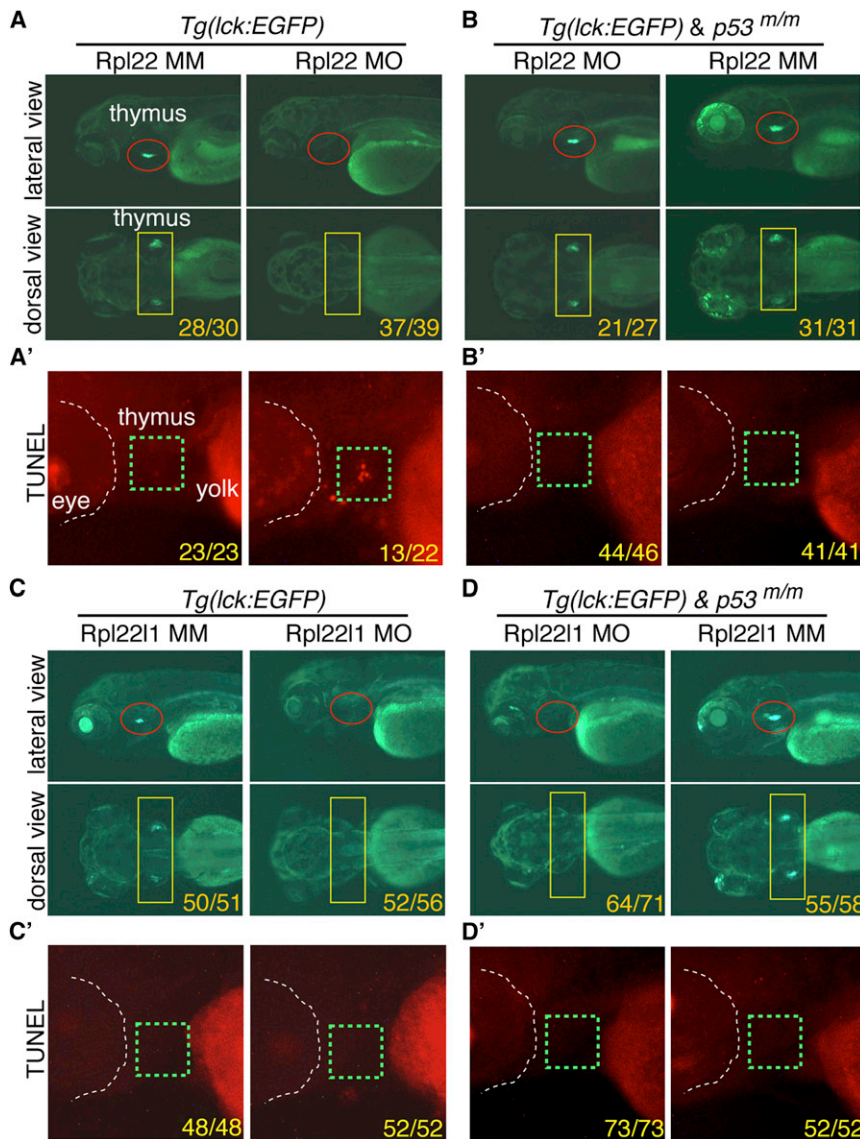 A
Tg(lck:EGFP)
Rpl22 MM
Rpl22 MO
B
Tg(lck:EGFP) & p53 m/m
Rpl22 MO
Rpl22 MM
lateral view
thymus
dorsal view
thymus
28/30
37/39
21/27
31/31
A'
B'
TUNEL
thymus
eye
yolk
23/23
13/22
44/46
41/41
C
Tg(lck:EGFP)
Rpl22l1 MM
Rpl22l1 MO
D
Tg(lck:EGFP) & p53 m/m
Rpl22l1 MO
Rpl22l1 MM
lateral view
dorsal view
50/51
52/56
64/71
55/58
C'
D'
TUNEL
48/48
52/52
73/73
52/52